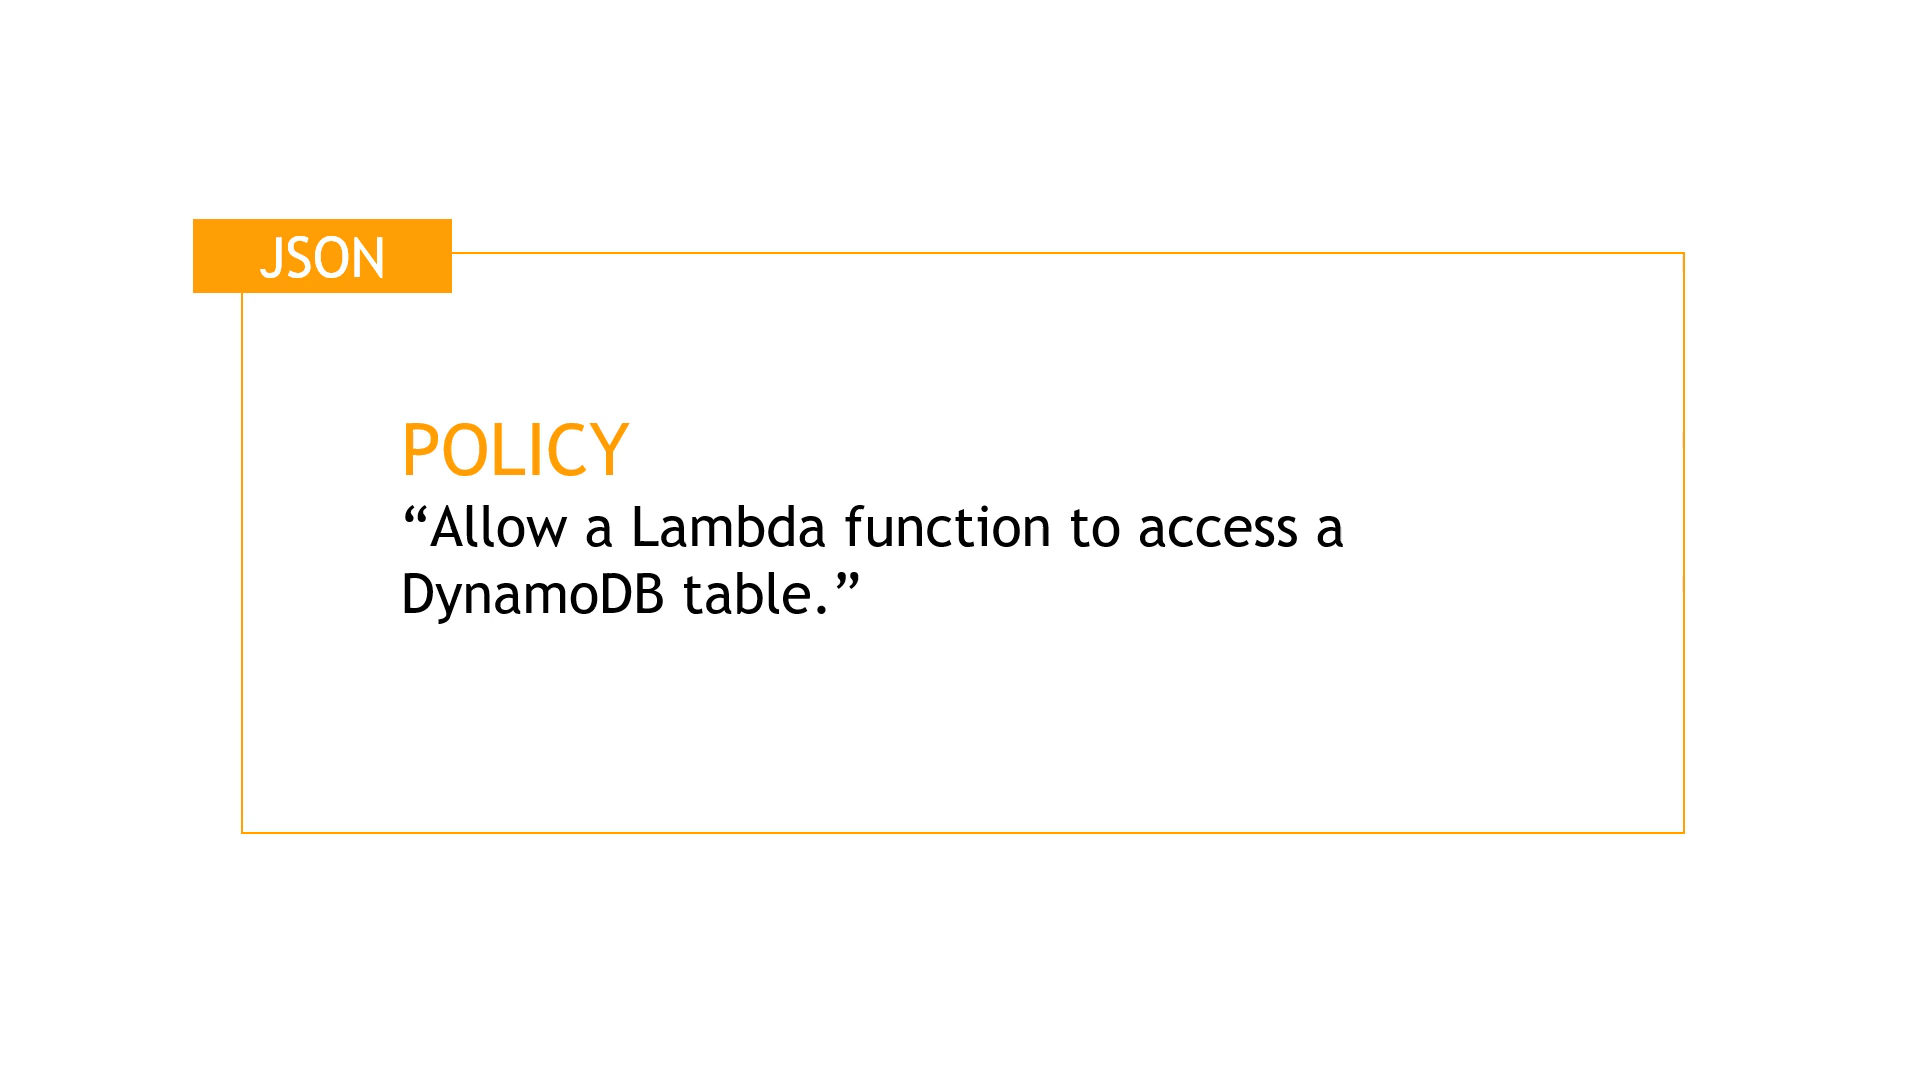 JSON
POLICY
“Allow a Lambda function to access a
DynamoDB table.”